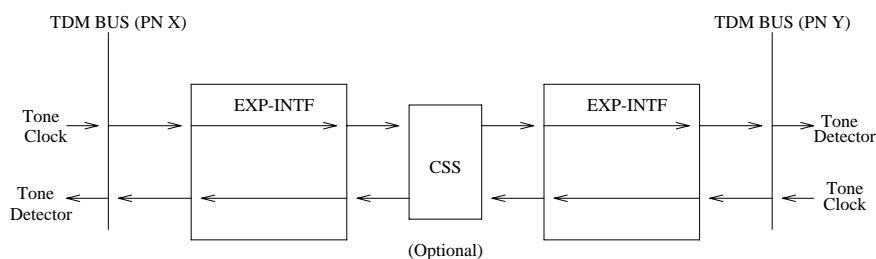 TDM BUS (PN X)
TDM BUS (PN Y)
EXP-INTF
EXP-INTF
Tone
Clock
Tone
Detector
CSS
Tone
Detector
Tone
Clock
(Optional)